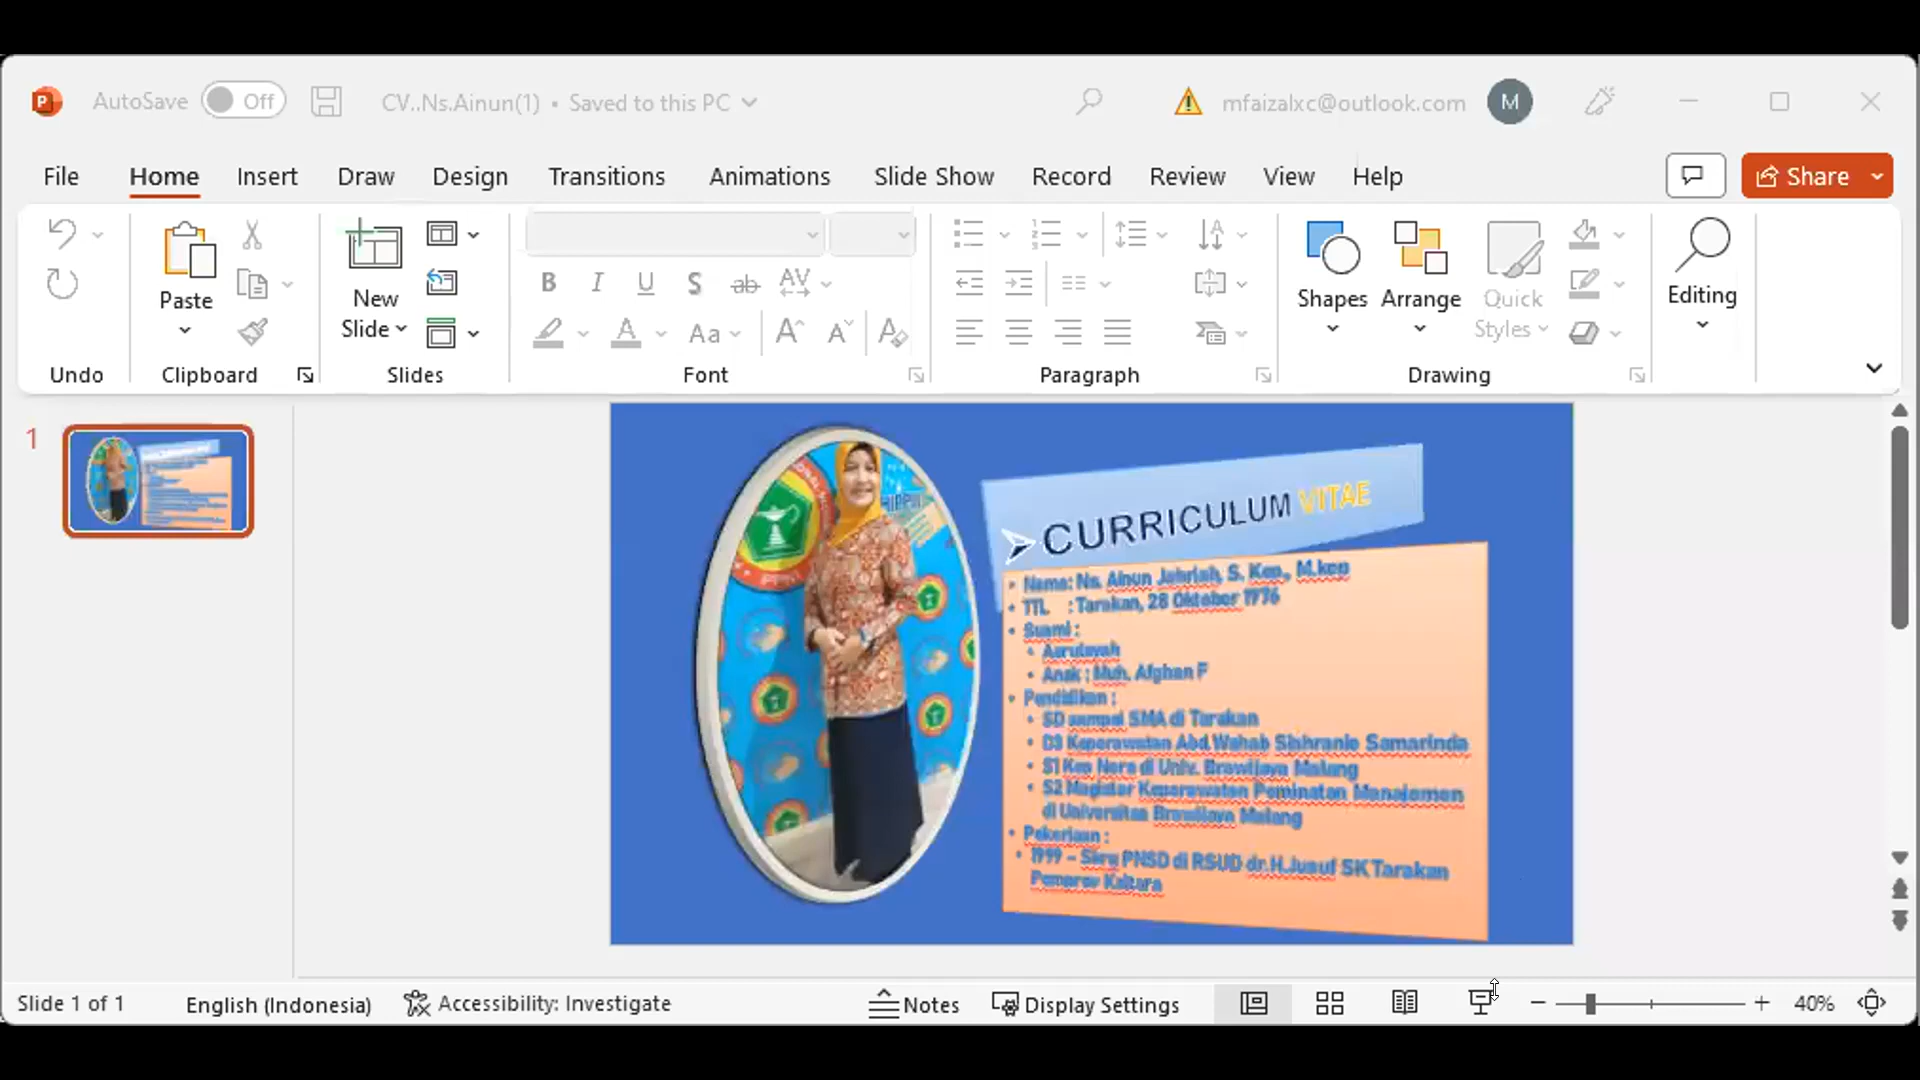 AutoSave Off CV..Ns.Ainun(1) • Saved to this PC mfaizalxc@outlook.com M
File Home Insert Draw Design Transitions Animations Slide Show Record Review View Help Share
Paste New Slide Shapes Arrange Quick Styles Editing
Undo Clipboard Slides Font Paragraph Drawing
1
CURRICULUM VITAE
Nama: Ns. Ainun Jahriah, S. Kep., M.kep
TTL : Tarakan, 28 Oktober 1976
Suami :
Anak : Muh. Afghan F
Pendidikan :
SD sampai SMA di Tarakan
D3 Keperawatan Abd.Wahab Sjahranie Samarinda
S1 Kep Ners di Univ. Brawijaya Malang
S2 Magister Keperawatan Peminatan Manajemen
di Universitas Brawijaya Malang
Pekerjaan :
1999 – Skrg PNSD di RSUD dr.H.Jusuf SK Tarakan
Pemprov Kaltara
Slide 1 of 1 English (Indonesia) Accessibility: Investigate Notes Display Settings 40%